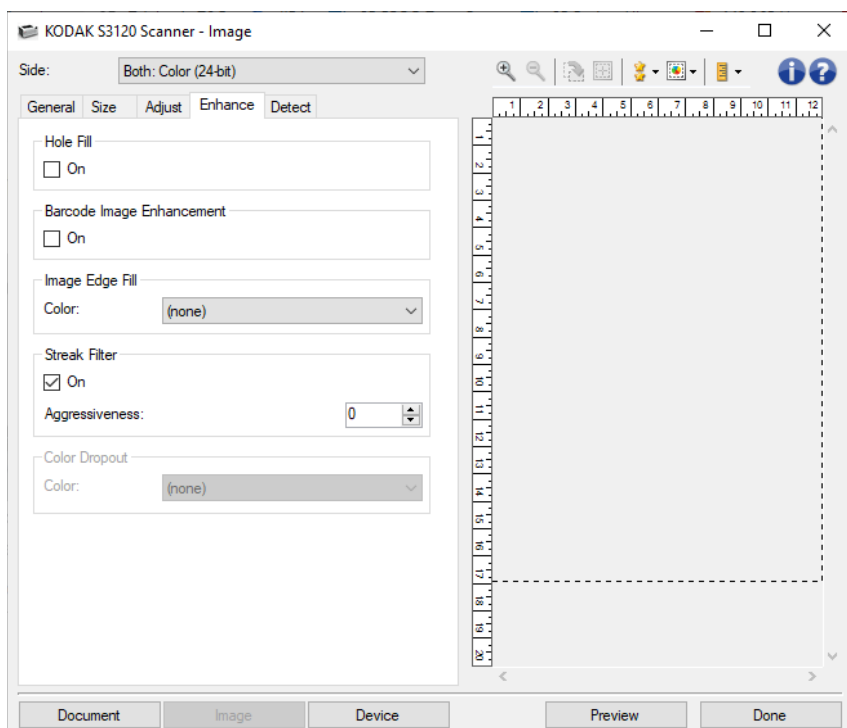 KODAK S3120 Scanner - Image
Side: Both: Color (24-bit)
General Size Adjust Enhance Detect
Hole Fill
On
Barcode Image Enhancement
On
Image Edge Fill
Color: (none)
Streak Filter
On
Aggressiveness: 0
Color Dropout
Color: (none)
1 2 3 4 5 6 7 8 9 10 11 12
1
2
3
4
5
6
7
8
9
10
11
12
13
14
15
16
17
18
19
20
Document Image Device Preview Done